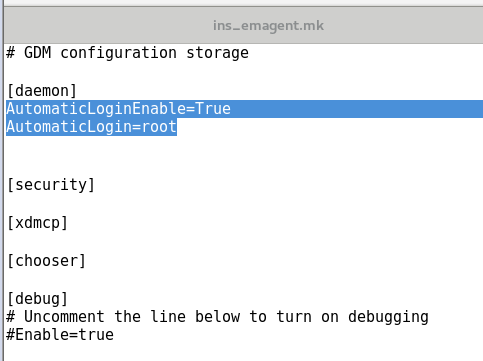 ins_emagent.mk
# GDM configuration storage
[daemon]
AutomaticLoginEnable=True
AutomaticLogin=root
[security]
[xdmcp]
[chooser]
[debug]
# Uncomment the line below to turn on debugging
#Enable=true